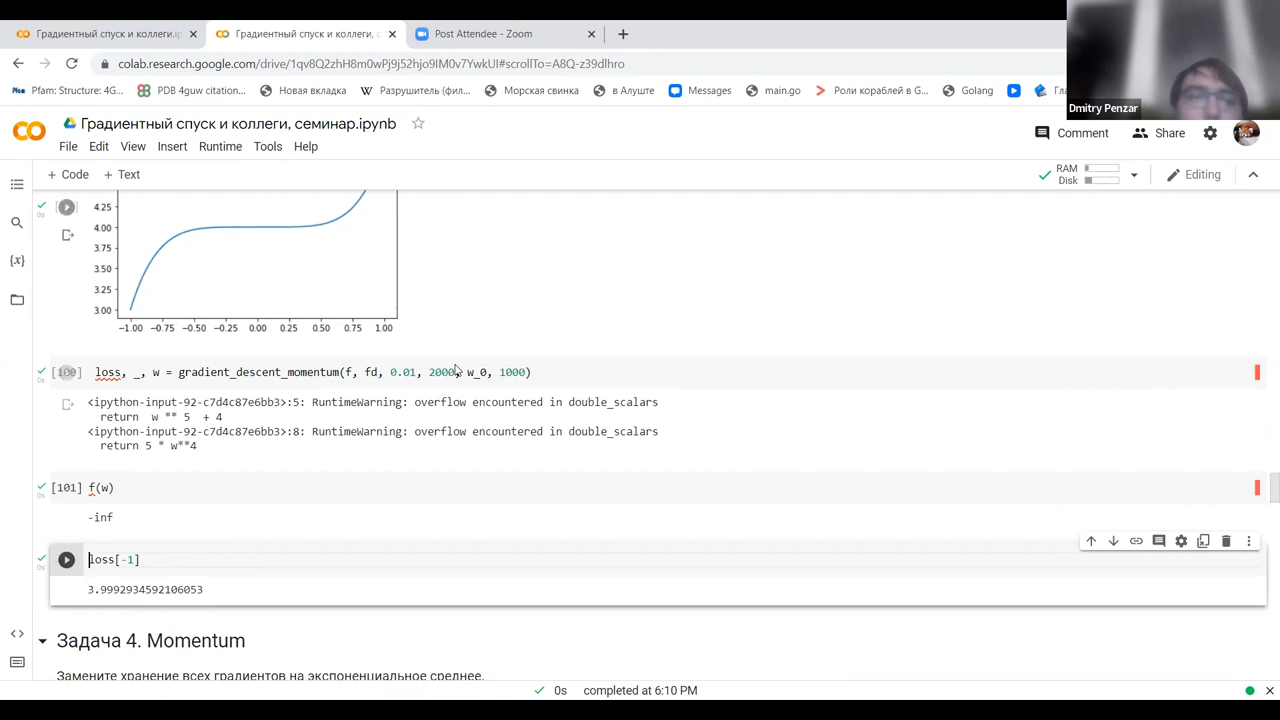 Градиентный спуск и коллеги.i
Градиентный спуск и коллеги,
Post Attendee - Zoom
colab.research.google.com/drive/1qv8Q2zhH8m0wPj9j52hjo9IM0v7YwkUI#scrollTo=A8Q-z39dlhro
Pfam: Structure: 4G...
PDB 4guw citation...
Новая вкладка
Разрушитель (фил...
Морская свинка
в Алуште
Messages
main.go
Роли кораблей в G...
Golang
Dmitry Penzar
CO
Градиентный спуск и коллеги, семинар.ipynb
Comment
Share
File Edit View Insert Runtime Tools Help
+ Code + Text
RAM
Disk
Editing
4.25
4.00
3.75
3.50
3.25
3.00
−1.00 −0.75 −0.50 −0.25 0.00 0.25 0.50 0.75 1.00
0s
[100] loss, _, w = gradient_descent_momentum(f, fd, 0.01, 2000, w_0, 1000)
0s
<ipython-input-92-c7d4c87e6bb3>:5: RuntimeWarning: overflow encountered in double_scalars
return w ** 5 + 4
<ipython-input-92-c7d4c87e6bb3>:8: RuntimeWarning: overflow encountered in double_scalars
return 5 * w**4
[101] f(w)
0s
-inf
loss[-1]
0s
3.9992934592106053
Задача 4. Momentum
Замените хранение всех градиентов на экспоненциальное среднее.
0s completed at 6:10 PM